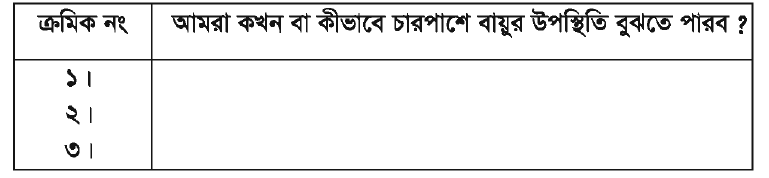 ক্রমিক নং আমরা কখন বা কীভাবে চারপাশে বায়ুর উপস্থিতি বুঝতে পারব ?
১।
২।
৩।